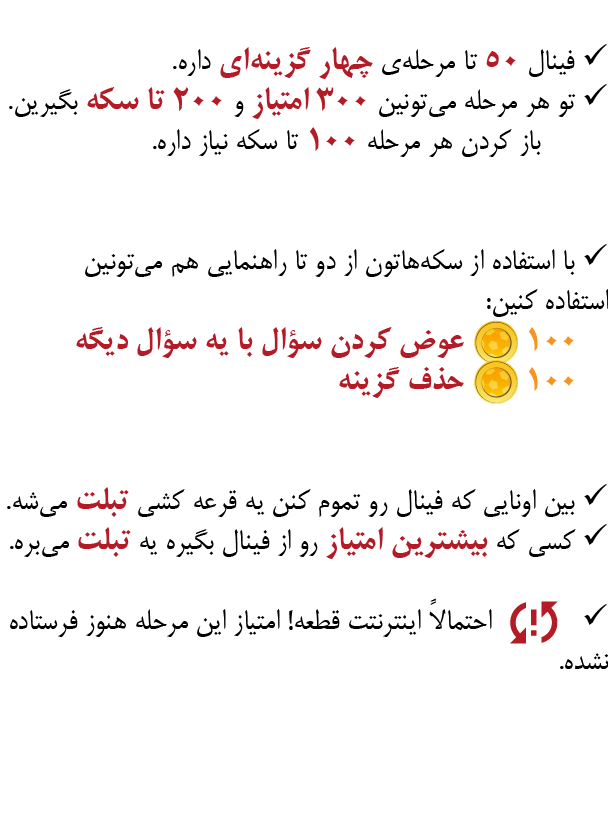 ✓ فینال ۵۰ تا مرحله‌ی چهار گزینه‌ای داره.
✓ تو هر مرحله می‌تونین ۳۰۰ امتیاز و ۲۰۰ تا سکه بگیرین.
باز کردن هر مرحله ۱۰۰ تا سکه نیاز داره.
✓ با استفاده از سکه‌هاتون از دو تا راهنمایی هم می‌تونین
استفاده کنین:
۱۰۰ عوض کردن سؤال با یه سؤال دیگه
۱۰۰ حذف گزینه
✓ بین اونایی که فینال رو تموم کنن یه قرعه کشی تبلت می‌شه.
✓ کسی که بیشترین امتیاز رو از فینال بگیره یه تبلت می‌بره.
✓ احتمالاً اینترنتت قطعه! امتیاز این مرحله هنوز فرستاده
نشده.